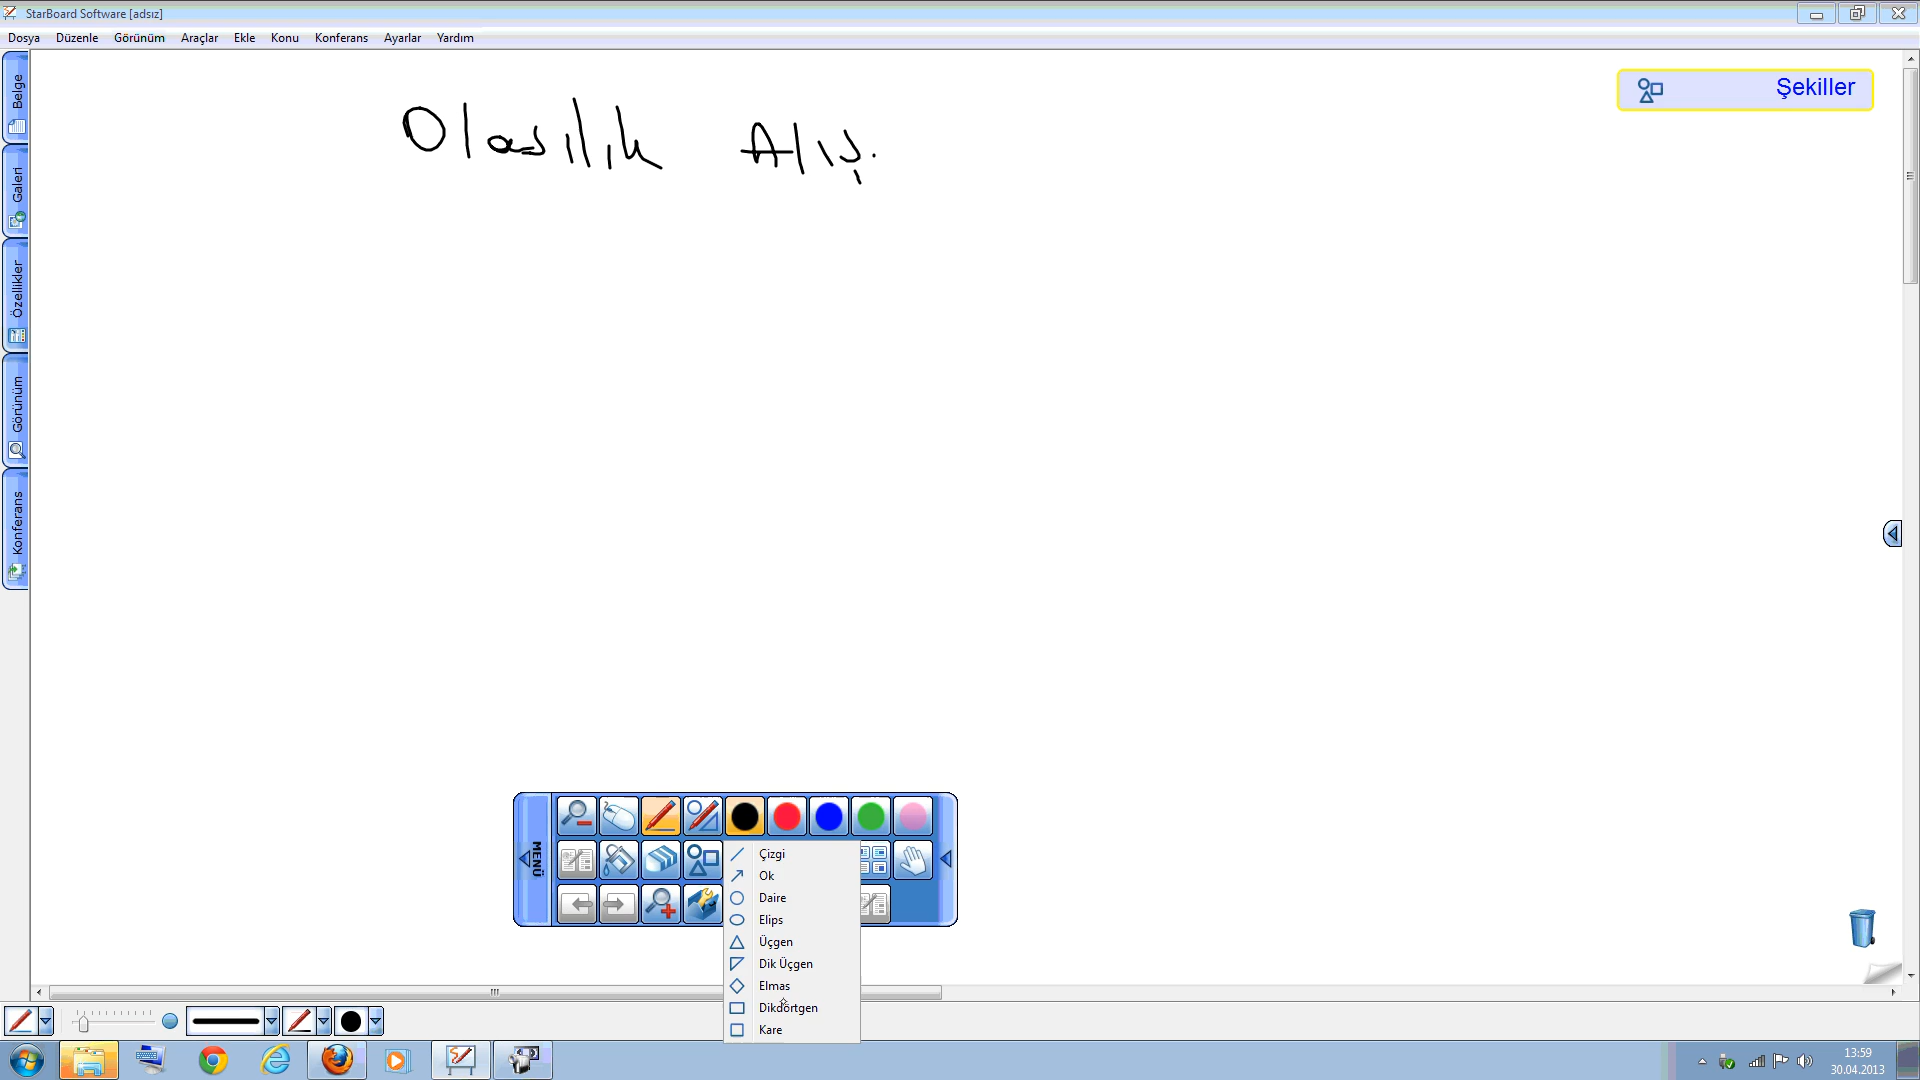 StarBoard Software [adsız]
Dosya Düzenle Görünüm Araçlar Ekle Konu Konferans Ayarlar Yardım
Belge
Galeri
Özellikler
Görünüm
Konferans
Şekiller
Olasılık Alış.
MENÜ
Çizgi
Ok
Daire
Elips
Üçgen
Dik Üçgen
Elmas
Dikdörtgen
Kare
13:59
30.04.2013